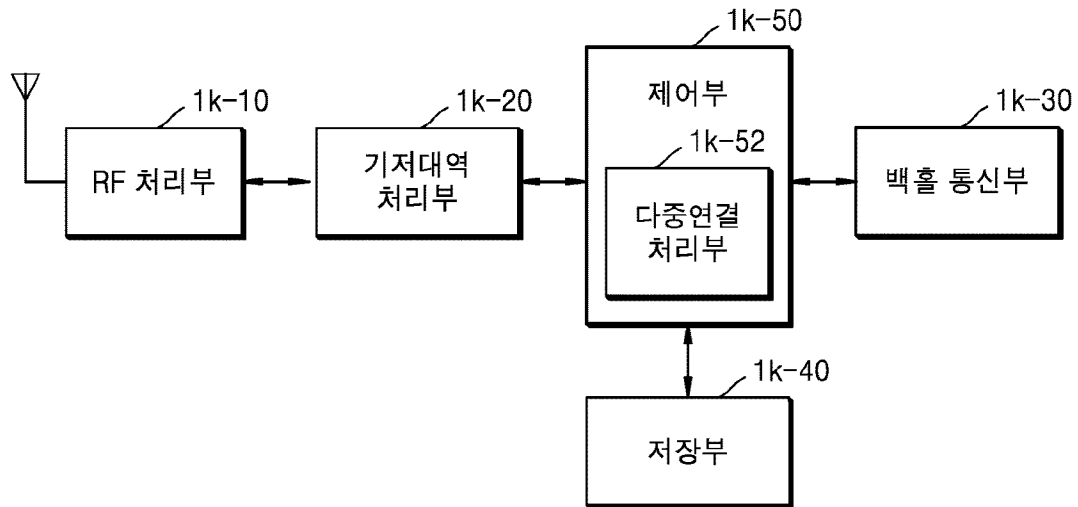 1k-50
1k-10
1k-20
제어부
1k-30
1k-52
RF 처리부
기저대역
처리부
다중연결
처리부
백홀 통신부
1k-40
저장부